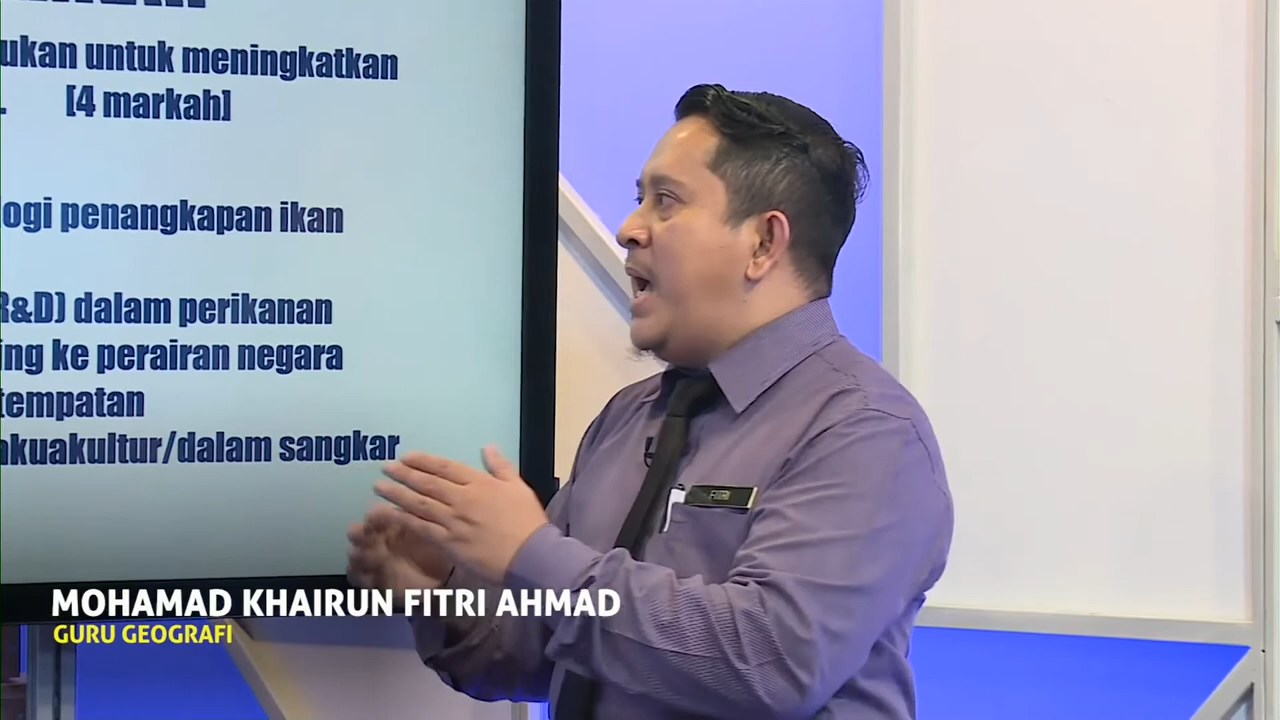 ukan untuk meningkatkan
. [4 markah]
ogi penangkapan ikan
R&D) dalam perikanan
ing ke perairan negara
tempatan
akuakultur/dalam sangkar
FITRI
MOHAMAD KHAIRUN FITRI AHMAD
GURU GEOGRAFI